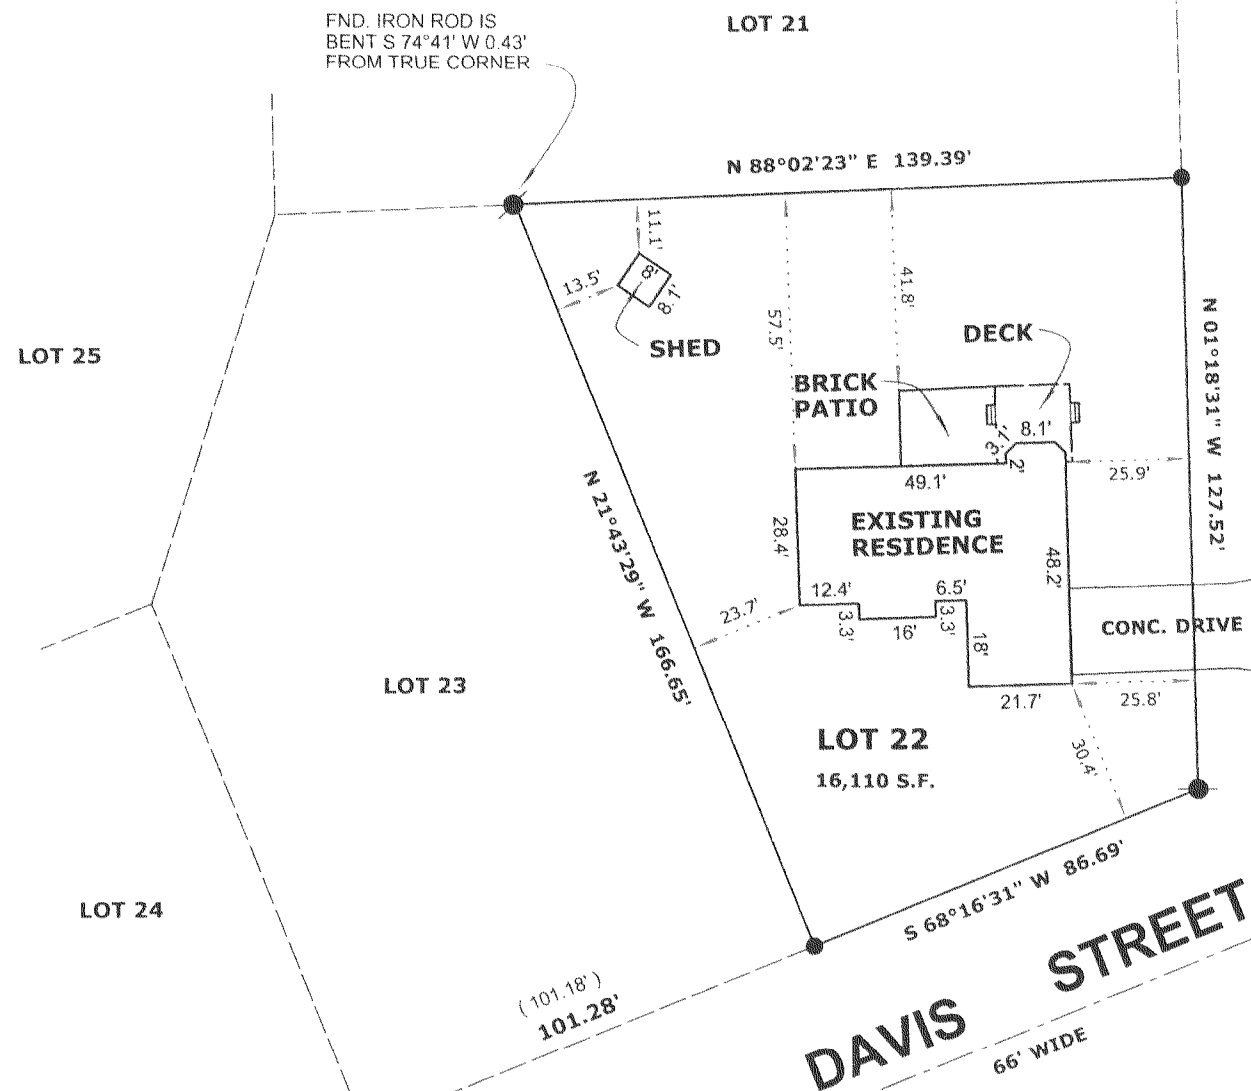 FND. IRON ROD IS
BENT S 74°41' W 0.43'
FROM TRUE CORNER
LOT 21
N 88°02'23" E 139.39'
11.1'
8'
8.1'
13.5'
SHED
57.5'
41.8'
LOT 25
DECK
BRICK
PATIO
N 01°18'31" W 127.52'
3.1'
8.1'
2'
25.9'
49.1'
EXISTING
RESIDENCE
28.4'
48.2'
N 21°43'29" W 166.65'
12.4'
6.5'
3.3'
16'
3.3'
18'
23.7'
CONC. DRIVE
LOT 23
21.7'
25.8'
30.4'
LOT 22
16,110 S.F.
S 68°16'31" W 86.69'
LOT 24
(101.18')
101.28'
DAVIS STREET
66' WIDE